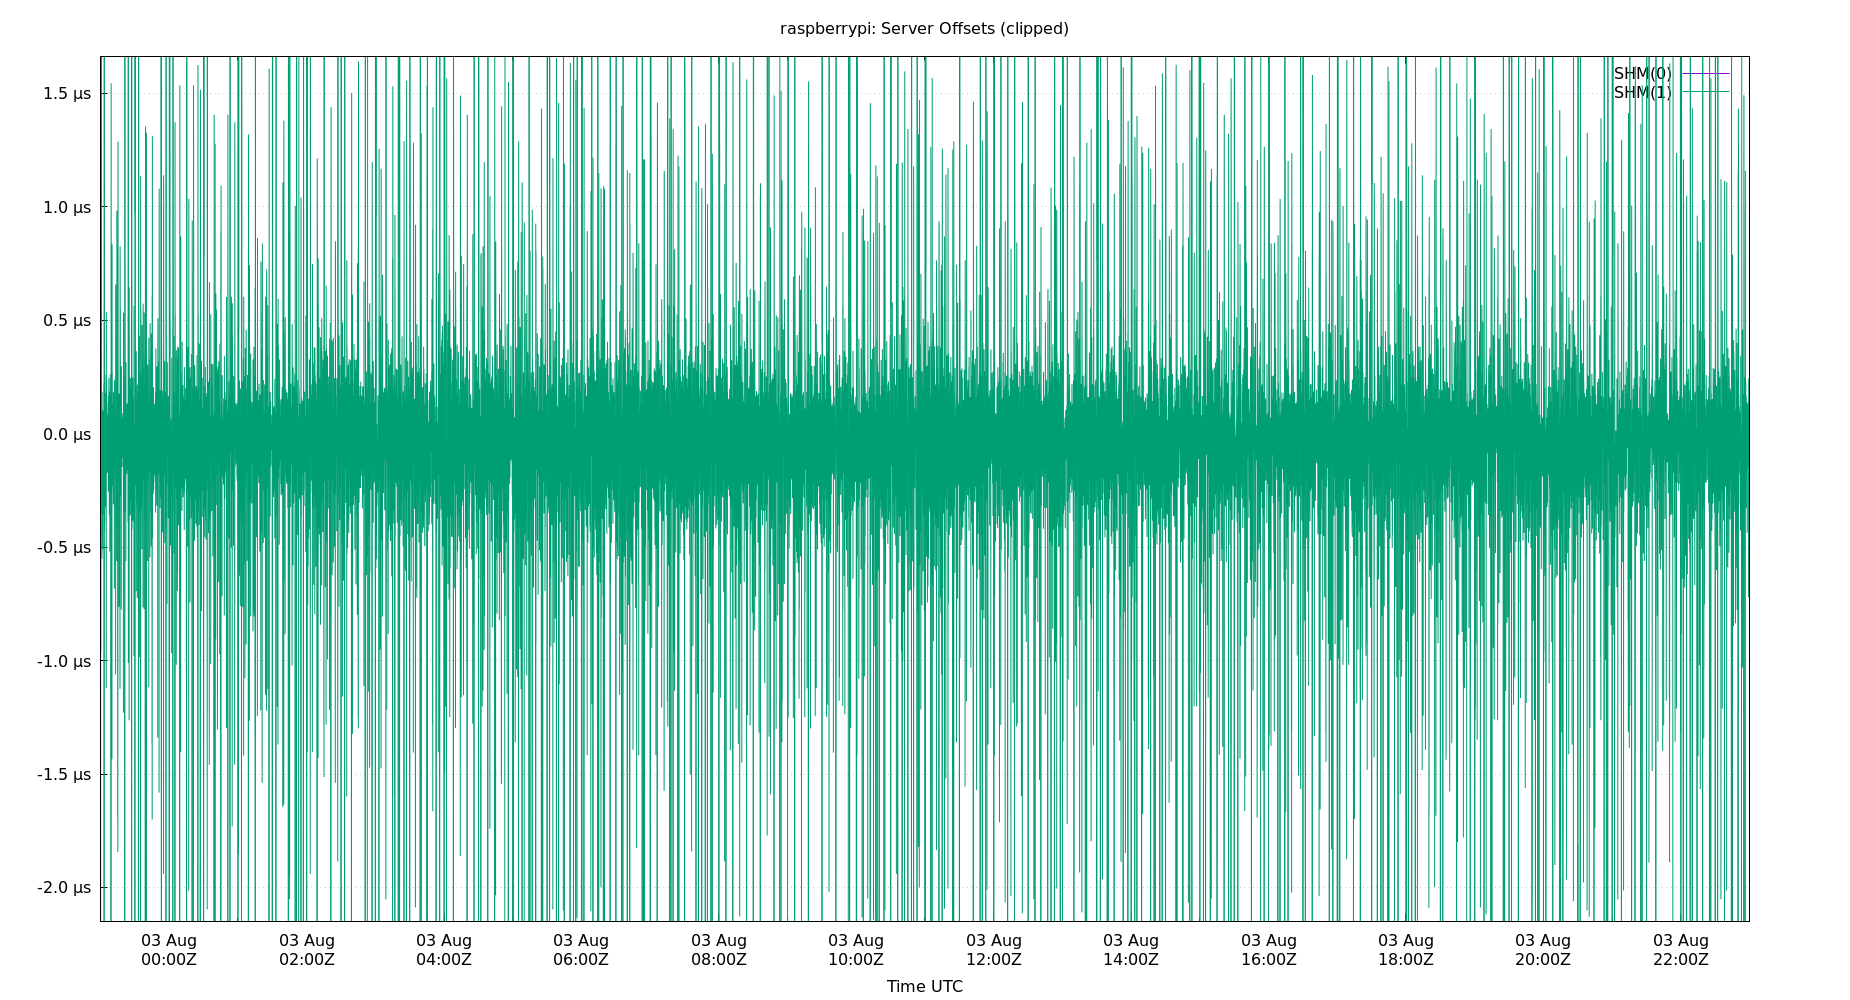 raspberrypi: Server Offsets (clipped)
SHM(0)
SHM(1)
1.5 µs
1.0 µs
0.5 µs
0.0 µs
-0.5 µs
-1.0 µs
-1.5 µs
-2.0 µs
03 Aug 03 Aug 03 Aug 03 Aug 03 Aug 03 Aug 03 Aug 03 Aug 03 Aug 03 Aug 03 Aug 03 Aug
00:00Z 02:00Z 04:00Z 06:00Z 08:00Z 10:00Z 12:00Z 14:00Z 16:00Z 18:00Z 20:00Z 22:00Z
Time UTC